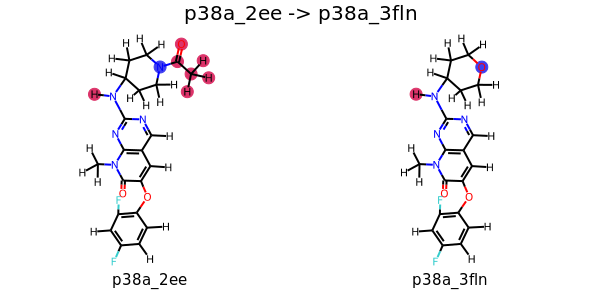 p38a_2ee -> p38a_3fln
H H H H H H H H H H H H H H H H H H H H N N N N N O O O F F
H H H H H H H H H H H H H H H H H N N N N O O O F F
p38a_2ee p38a_3fln